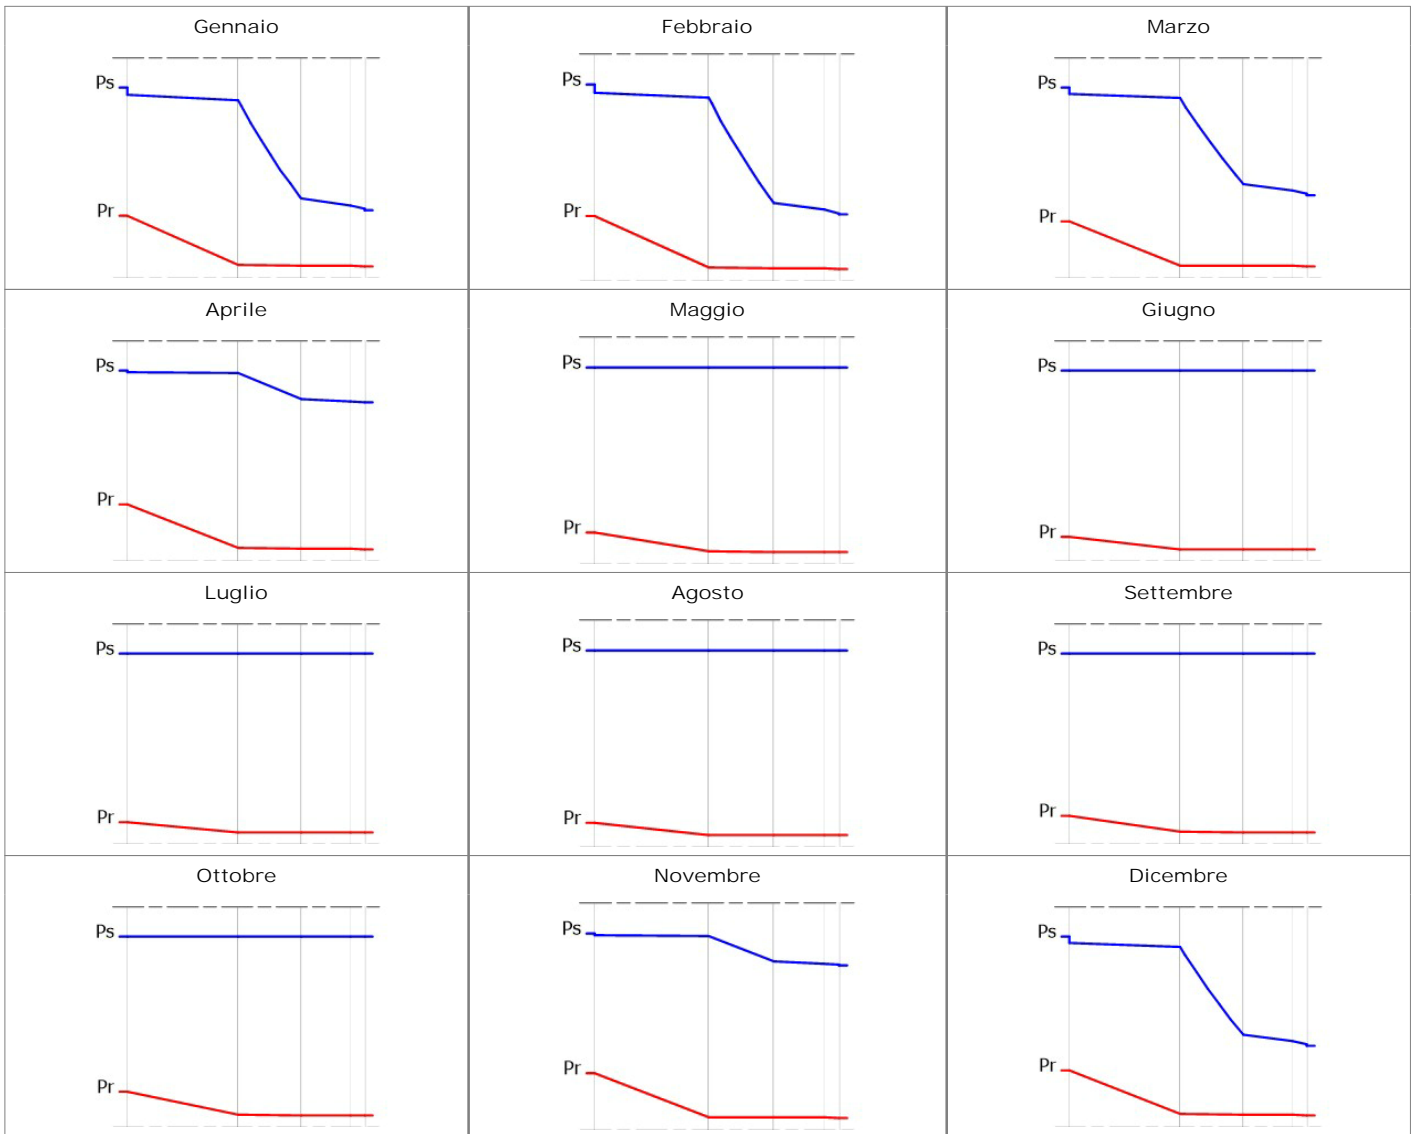 Gennaio Febbraio Marzo
Ps Ps Ps
Pr Pr Pr
Aprile Maggio Giugno
Ps Ps Ps
Pr Pr Pr
Luglio Agosto Settembre
Ps Ps Ps
Pr Pr Pr
Ottobre Novembre Dicembre
Ps Ps Ps
Pr Pr Pr